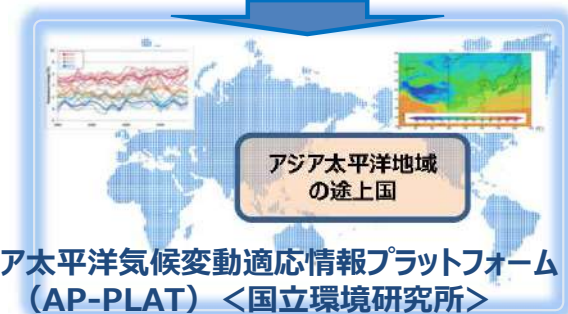 アジア太平洋地域
の途上国
ア太平洋気候変動適応情報プラットフォーム
（AP-PLAT）＜国立環境研究所＞